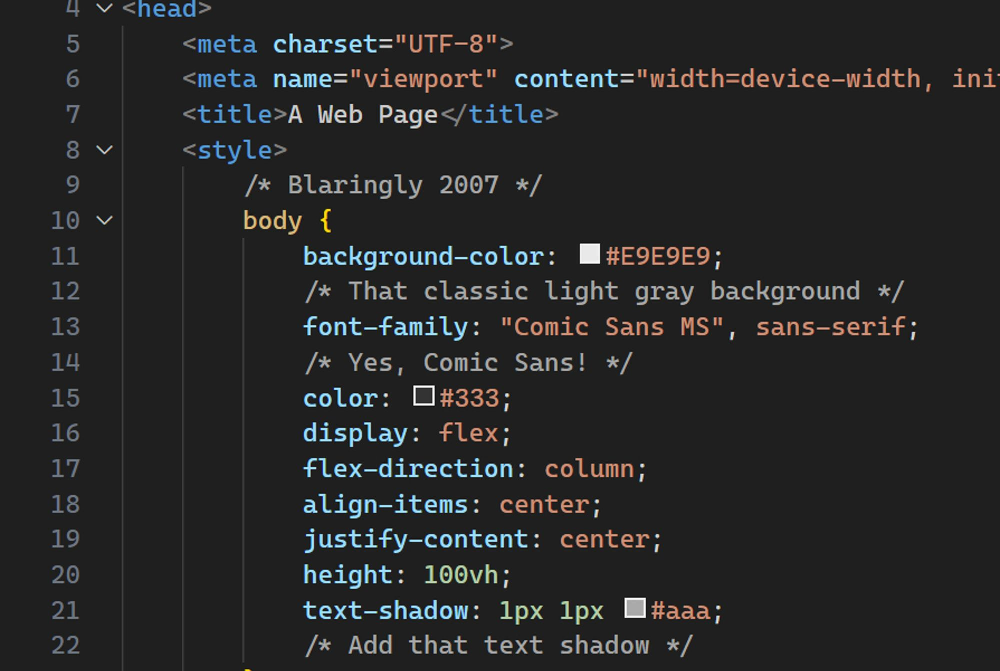 4 <head>
5 <meta charset="UTF-8">
6 <meta name="viewport" content="width=device-width,
7 <title>A Web Page</title>
8 <style>
9 /* Blaringly 2007 */
10 body {
11 background-color: #E9E9E9;
12 /* That classic light gray background */
13 font-family: "Comic Sans MS", sans-serif;
14 /* Yes, Comic Sans! */
15 color: #333;
16 display: flex;
17 flex-direction: column;
18 align-items: center;
19 justify-content: center;
20 height: 100vh;
21 text-shadow: 1px 1px #aaa;
22 /* Add that text shadow */